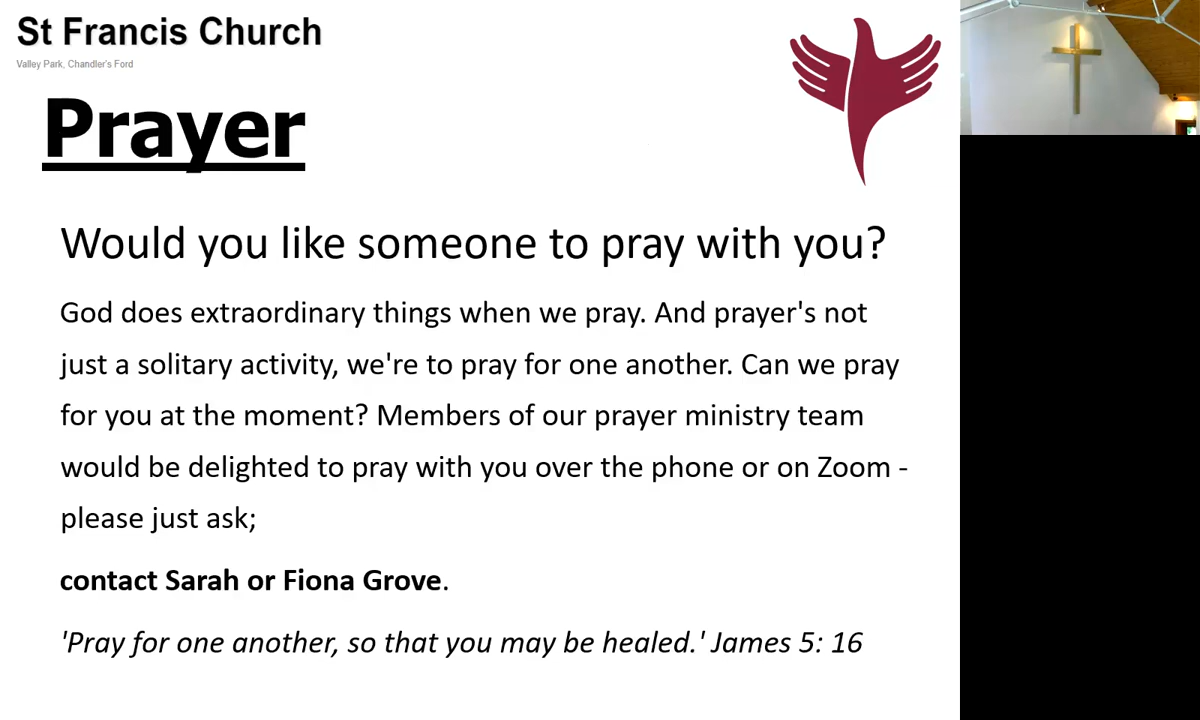 St Francis Church
Valley Park, Chandler's Ford
Prayer
Would you like someone to pray with you?
God does extraordinary things when we pray. And prayer's not
just a solitary activity, we're to pray for one another. Can we pray
for you at the moment? Members of our prayer ministry team
would be delighted to pray with you over the phone or on Zoom -
please just ask;
contact Sarah or Fiona Grove.
'Pray for one another, so that you may be healed.' James 5: 16